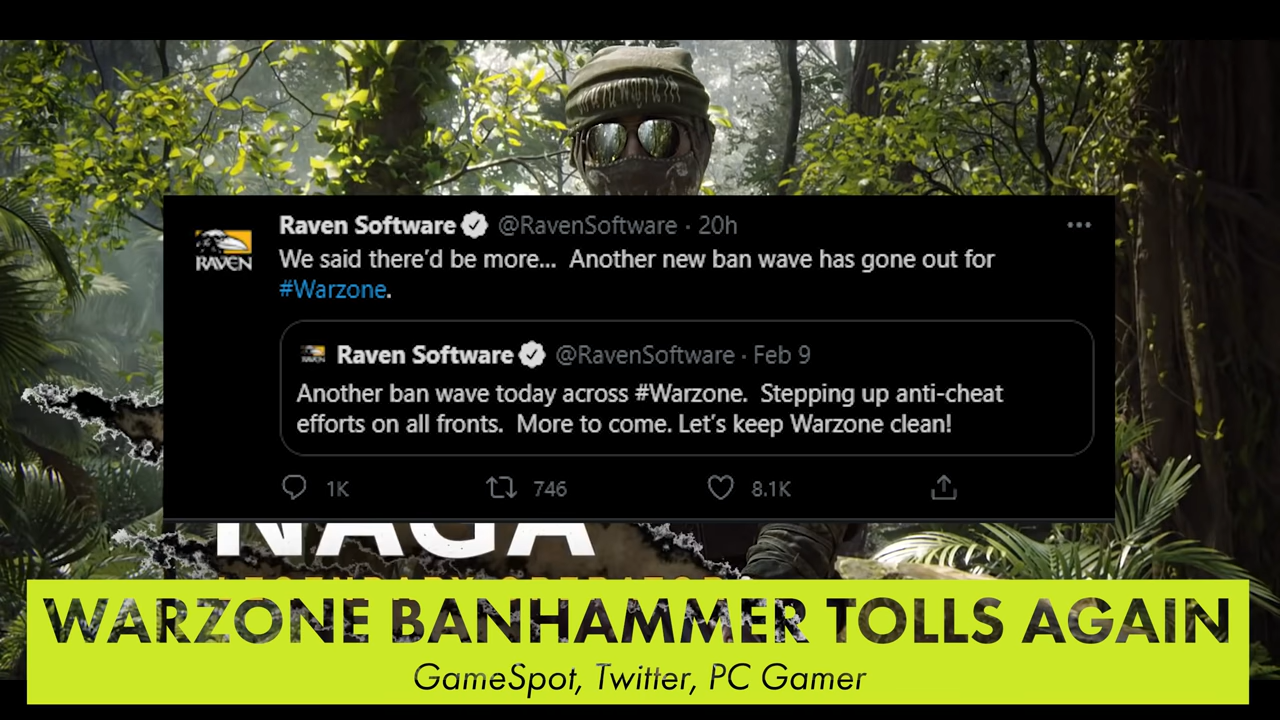 Raven Software @RavenSoftware · 20h
RAVEN
We said there'd be more... Another new ban wave has gone out for
#Warzone.
Raven Software @RavenSoftware · Feb 9
Another ban wave today across #Warzone. Stepping up anti-cheat
efforts on all fronts. More to come. Let's keep Warzone clean!
1K 746 8.1K
NAGA
WARZONE BANHAMMER TOLLS AGAIN
GameSpot, Twitter, PC Gamer